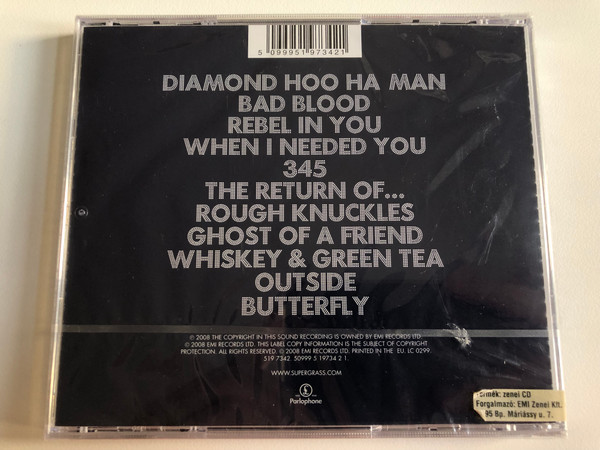 5 099951 973421
DIAMOND HOO HA MAN
BAD BLOOD
REBEL IN YOU
WHEN I NEEDED YOU
345
THE RETURN OF...
ROUGH KNUCKLES
GHOST OF A FRIEND
WHISKEY & GREEN TEA
OUTSIDE
BUTTERFLY
℗ 2008 THE COPYRIGHT IN THIS SOUND RECORDING IS OWNED BY EMI RECORDS LTD.
© 2008 EMI RECORDS LTD. THIS LABEL COPY INFORMATION IS THE SUBJECT OF COPYRIGHT
PROTECTION. ALL RIGHTS RESERVED. © 2008 EMI RECORDS LTD. PRINTED IN THE EU. LC 0299.
519 7342 50999 5 19734 2 1
WWW.SUPERGRASS.COM
Parlophone
Termék: zenei CD
Forgalmazó: EMI Zenei Kft.
95 Bp. Máriássy u. 7.